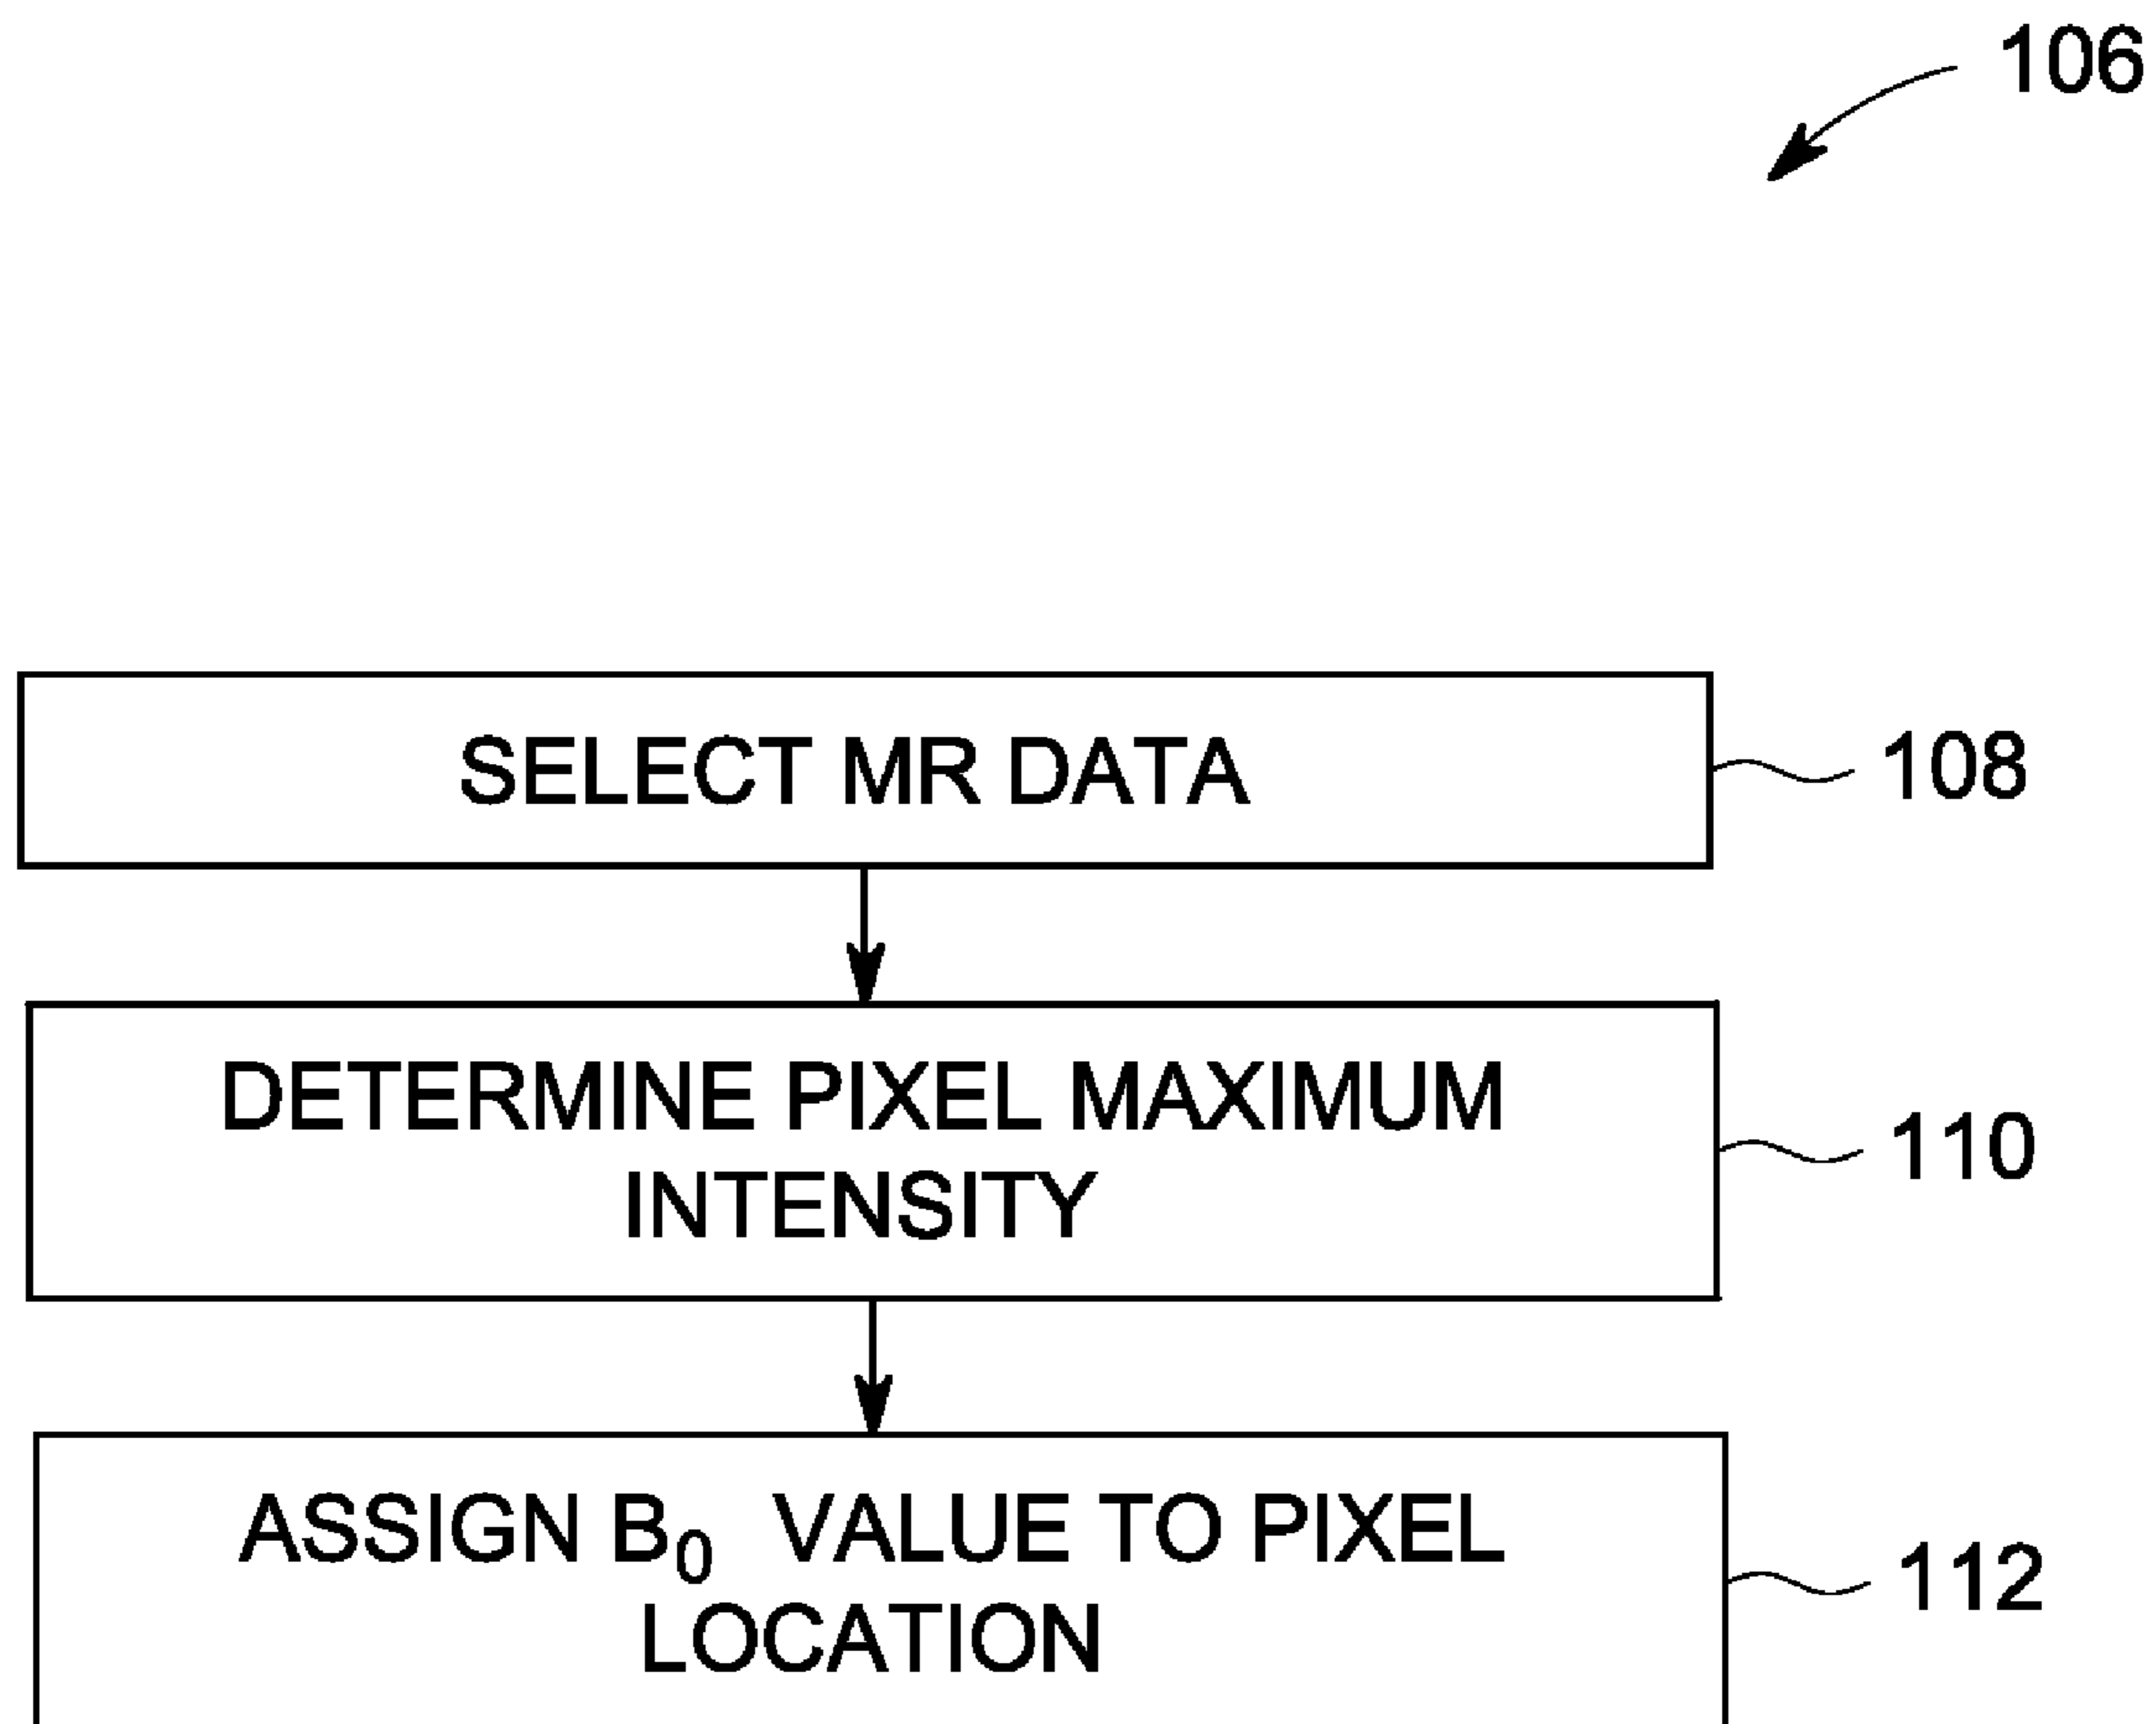 106
SELECT MR DATA
108
DETERMINE PIXEL MAXIMUM
INTENSITY
110
ASSIGN B₀ VALUE TO PIXEL
LOCATION
112